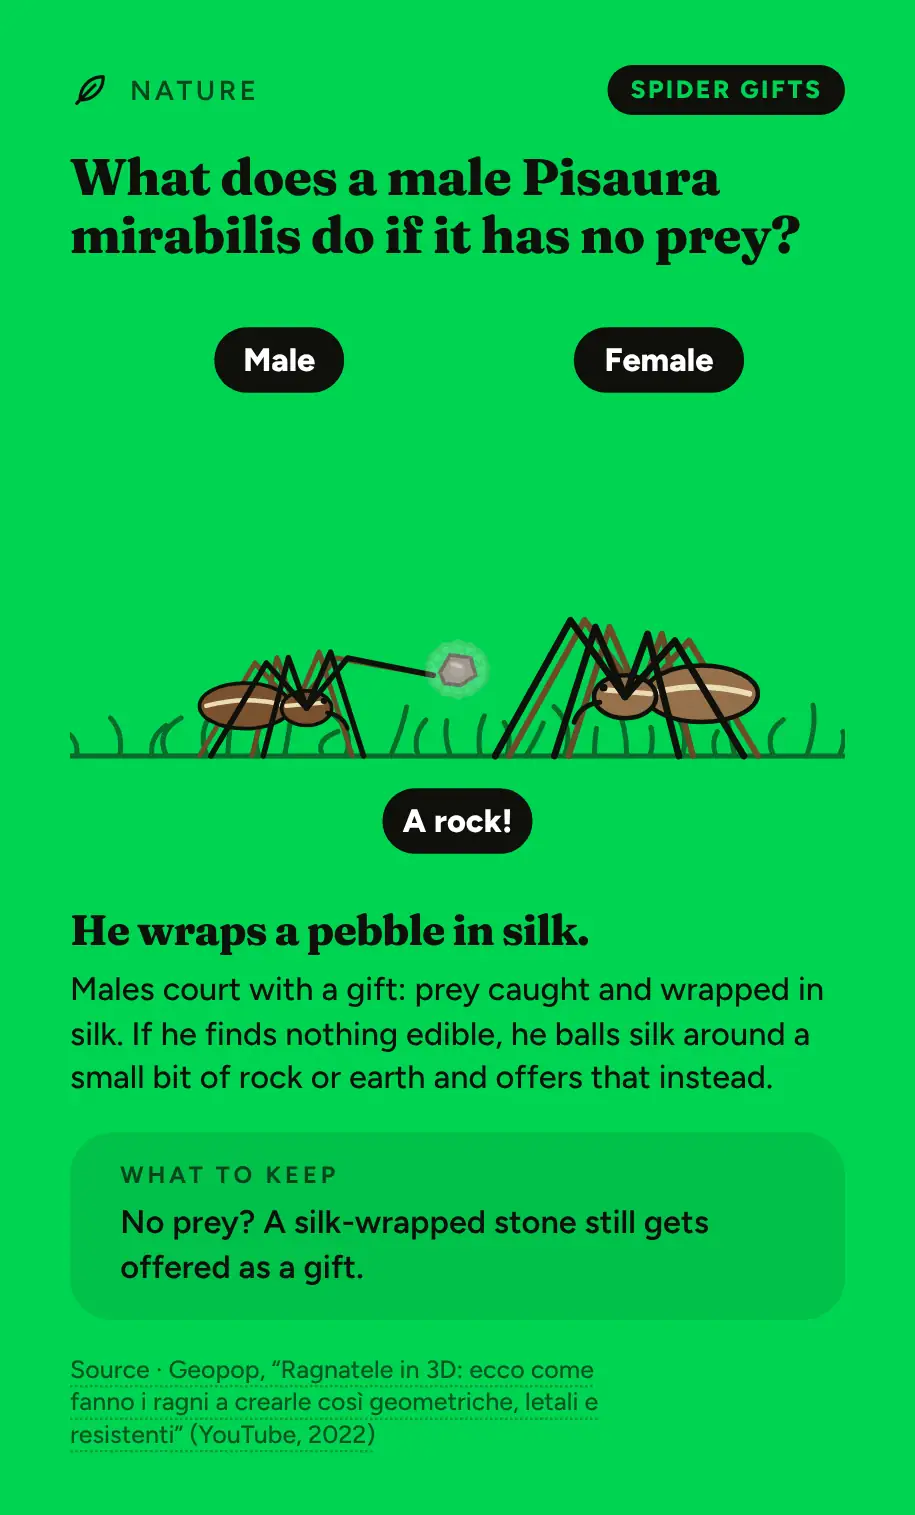 NATURE
SPIDER GIFTS
What does a male Pisaura
mirabilis do if it has no prey?
Male
Female
A rock!
He wraps a pebble in silk.
Males court with a gift: prey caught and wrapped in
silk. If he finds nothing edible, he balls silk around a
small bit of rock or earth and offers that instead.
WHAT TO KEEP
No prey? A silk-wrapped stone still gets
offered as a gift.
Source · Geopop, “Ragnatele in 3D: ecco come
fanno i ragni a crearle così geometriche, letali e
resistenti” (YouTube, 2022)